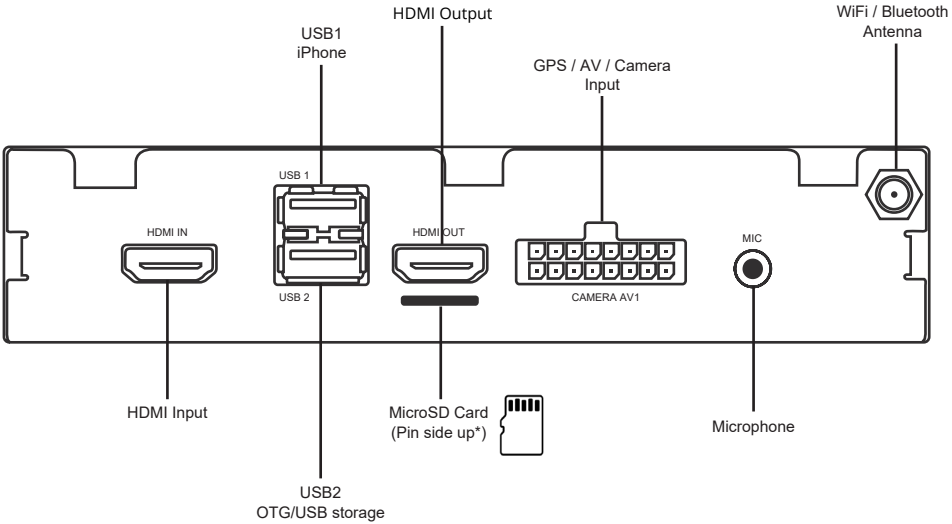 HDMI Output
WiFi / Bluetooth
Antenna
USB1
iPhone
GPS / AV / Camera
Input
USB 1
HDMI IN
HDMI OUT
MIC
USB 2
CAMERA AV1
HDMI Input
MicroSD Card
(Pin side up*)
Microphone
USB2
OTG/USB storage